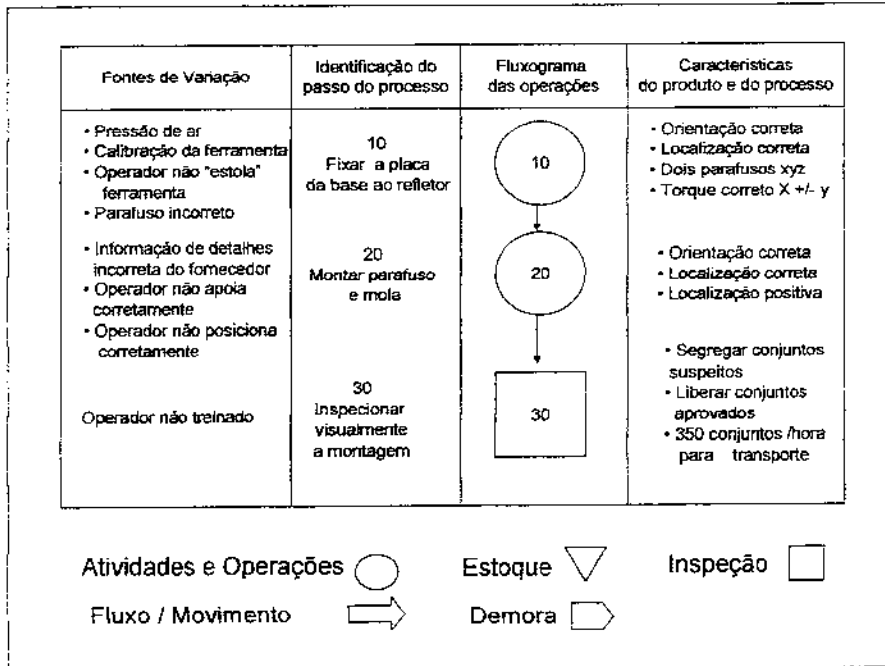 Fontes de Variação
Identificação do
passo do processo
Fluxograma
das operações
Caracteristicas
do produto e do processo
• Pressão de ar
• Calibração da ferramenta
• Operador não "estola"
ferramenta
• Parafuso incorreto
10
Fixar a placa
da base ao refletor
10
• Orientação correta
• Localização correta
• Dois parafusos xyz
• Torque correto X +/- y
• Informação de detalhes
incorreta do fornecedor
• Operador não apoia
corretamente
• Operador não posiciona
corretamente
20
Montar parafuso
e mola
20
• Orientação correta
• Localização correta
• Localização positiva
Operador não treinado
30
Inspecionar
visualmente
a montagem
30
• Segregar conjuntos
suspeitos
• Liberar conjuntos
aprovados
• 350 conjuntos /hora
para transporte
Atividades e Operações
Estoque
Inspeção
Fluxo / Movimento
Demora